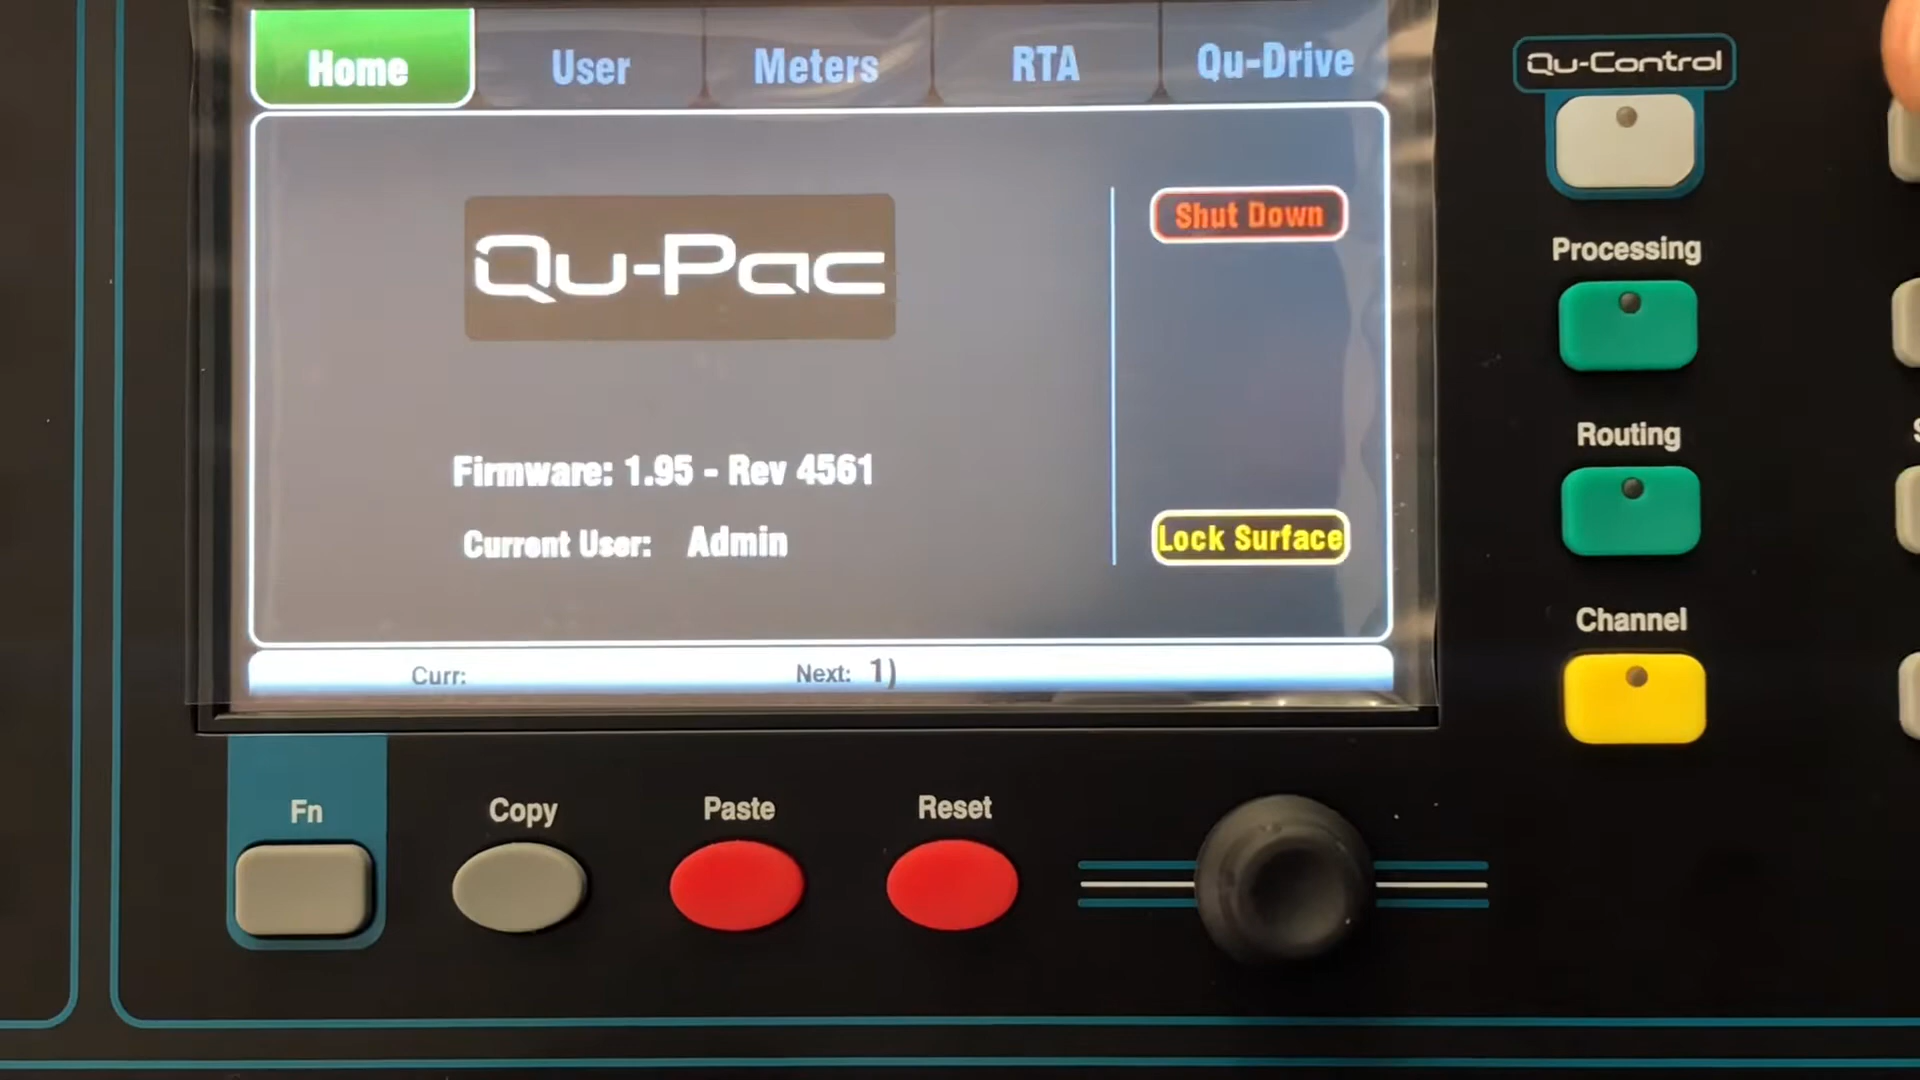 Home User Meters RTA Qu-Drive
Qu-Control
Qu-Pac
Shut Down
Processing
Routing
Firmware: 1.95 - Rev 4561
Current User: Admin
Lock Surface
Channel
Curr: Next: 1)
Fn Copy Paste Reset